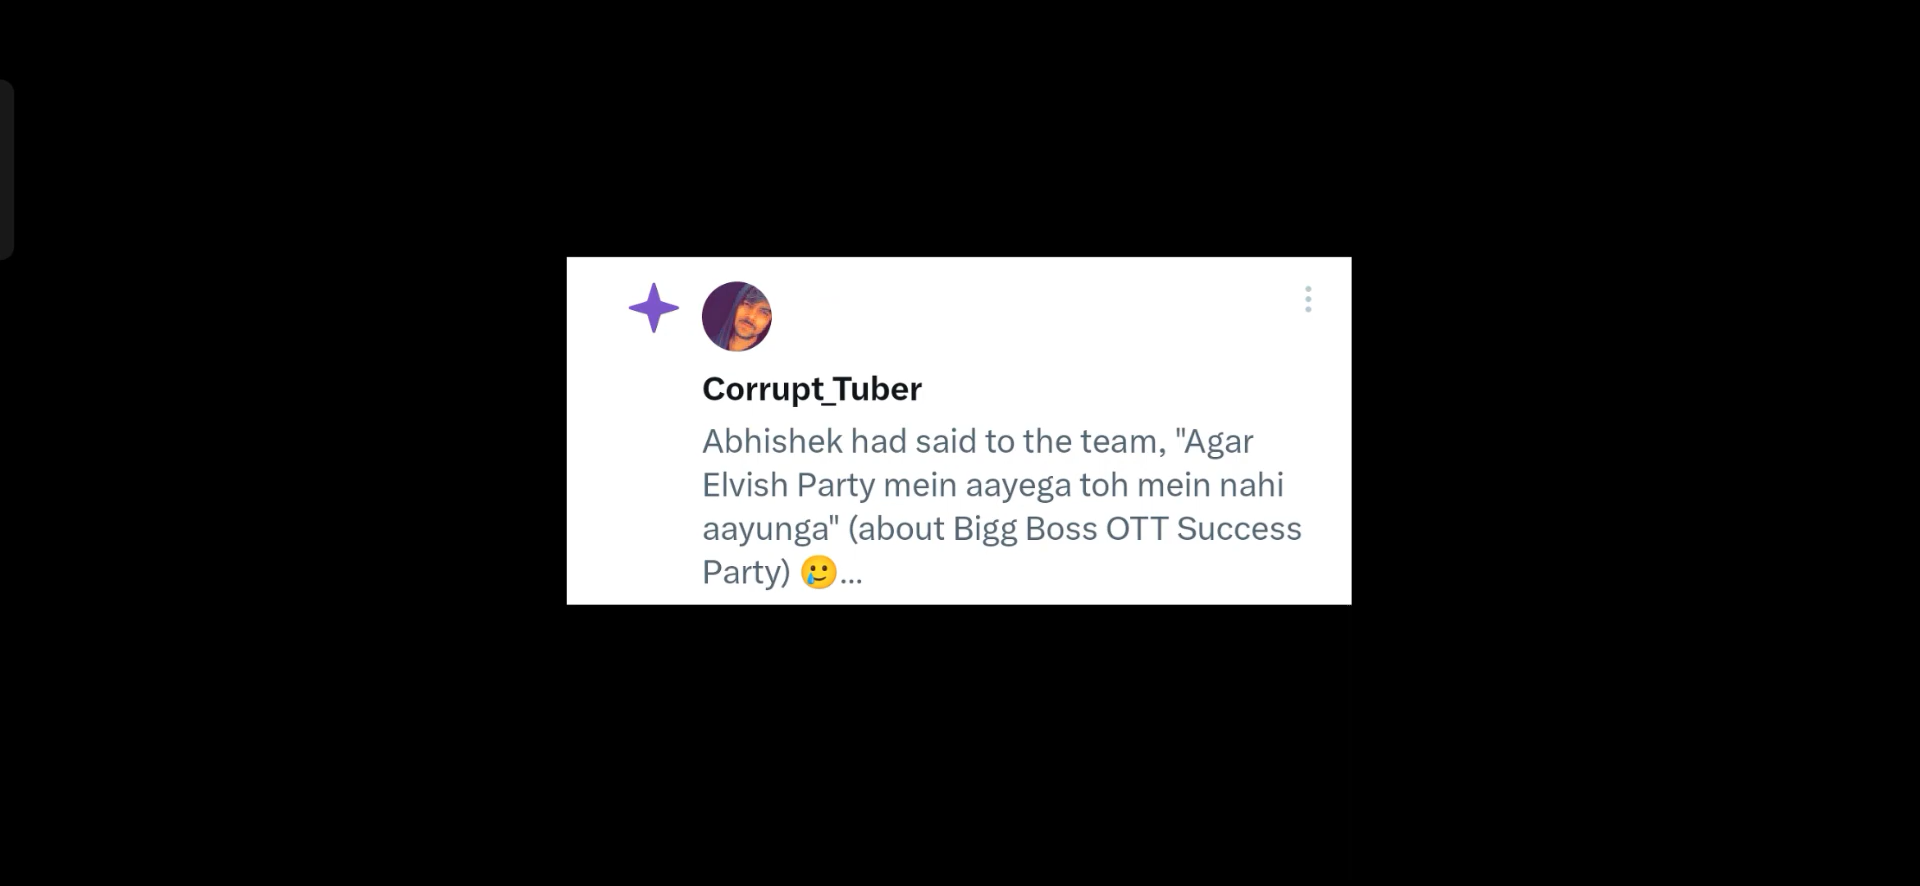 Corrupt_Tuber
Abhishek had said to the team, "Agar
Elvish Party mein aayega toh mein nahi
aayunga" (about Bigg Boss OTT Success
Party) 🥲...